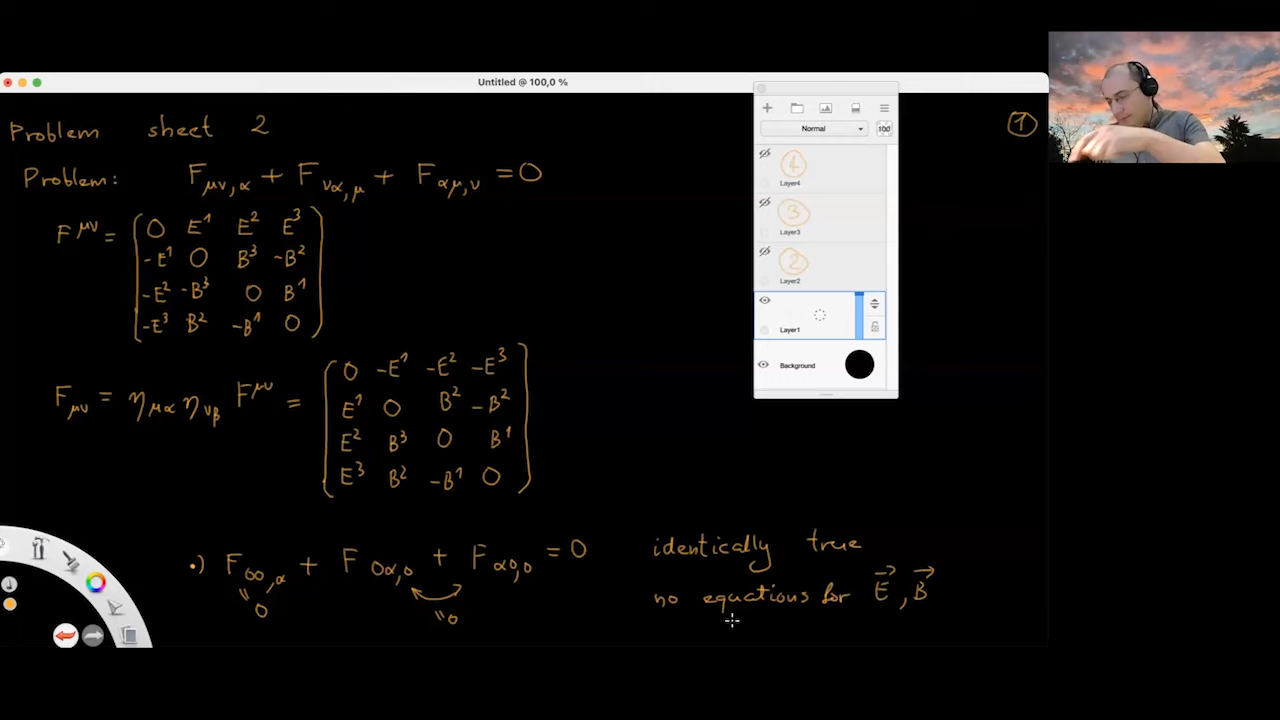 Untitled @ 100,0 %
Problem sheet 2
①
Problem: F_{μν,α} + F_{να,μ} + F_{αμ,ν} = 0
F^{μν} = ( 0 E^1 E^2 E^3
-E^1 0 B^3 -B^2
-E^2 -B^3 0 B^1
-E^3 B^2 -B^1 0 )
F_{μν} = η_{μα} η_{νβ} F^{μν} = ( 0 -E^1 -E^2 -E^3
E^1 0 B^2 -B^2
E^2 B^3 0 B^1
E^3 B^2 -B^1 0 )
•) F_{00,α} + F_{0α,0} + F_{α0,0} = 0 identically true
"0 "0 no equations for E⃗, B⃗
Normal 100
④
Layer4
③
Layer3
②
Layer2
Layer1
Background